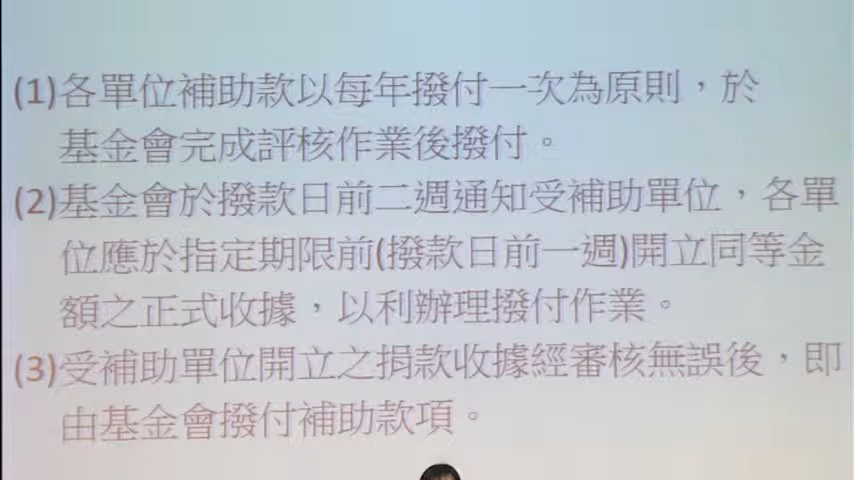 (1)各單位補助款以每年撥付一次為原則，於
基金會完成評核作業後撥付。
(2)基金會於撥款日前二週通知受補助單位，各單
位應於指定期限前(撥款日前一週)開立同等金
額之正式收據，以利辦理撥付作業。
(3)受補助單位開立之捐款收據經審核無誤後，即
由基金會撥付補助款項。